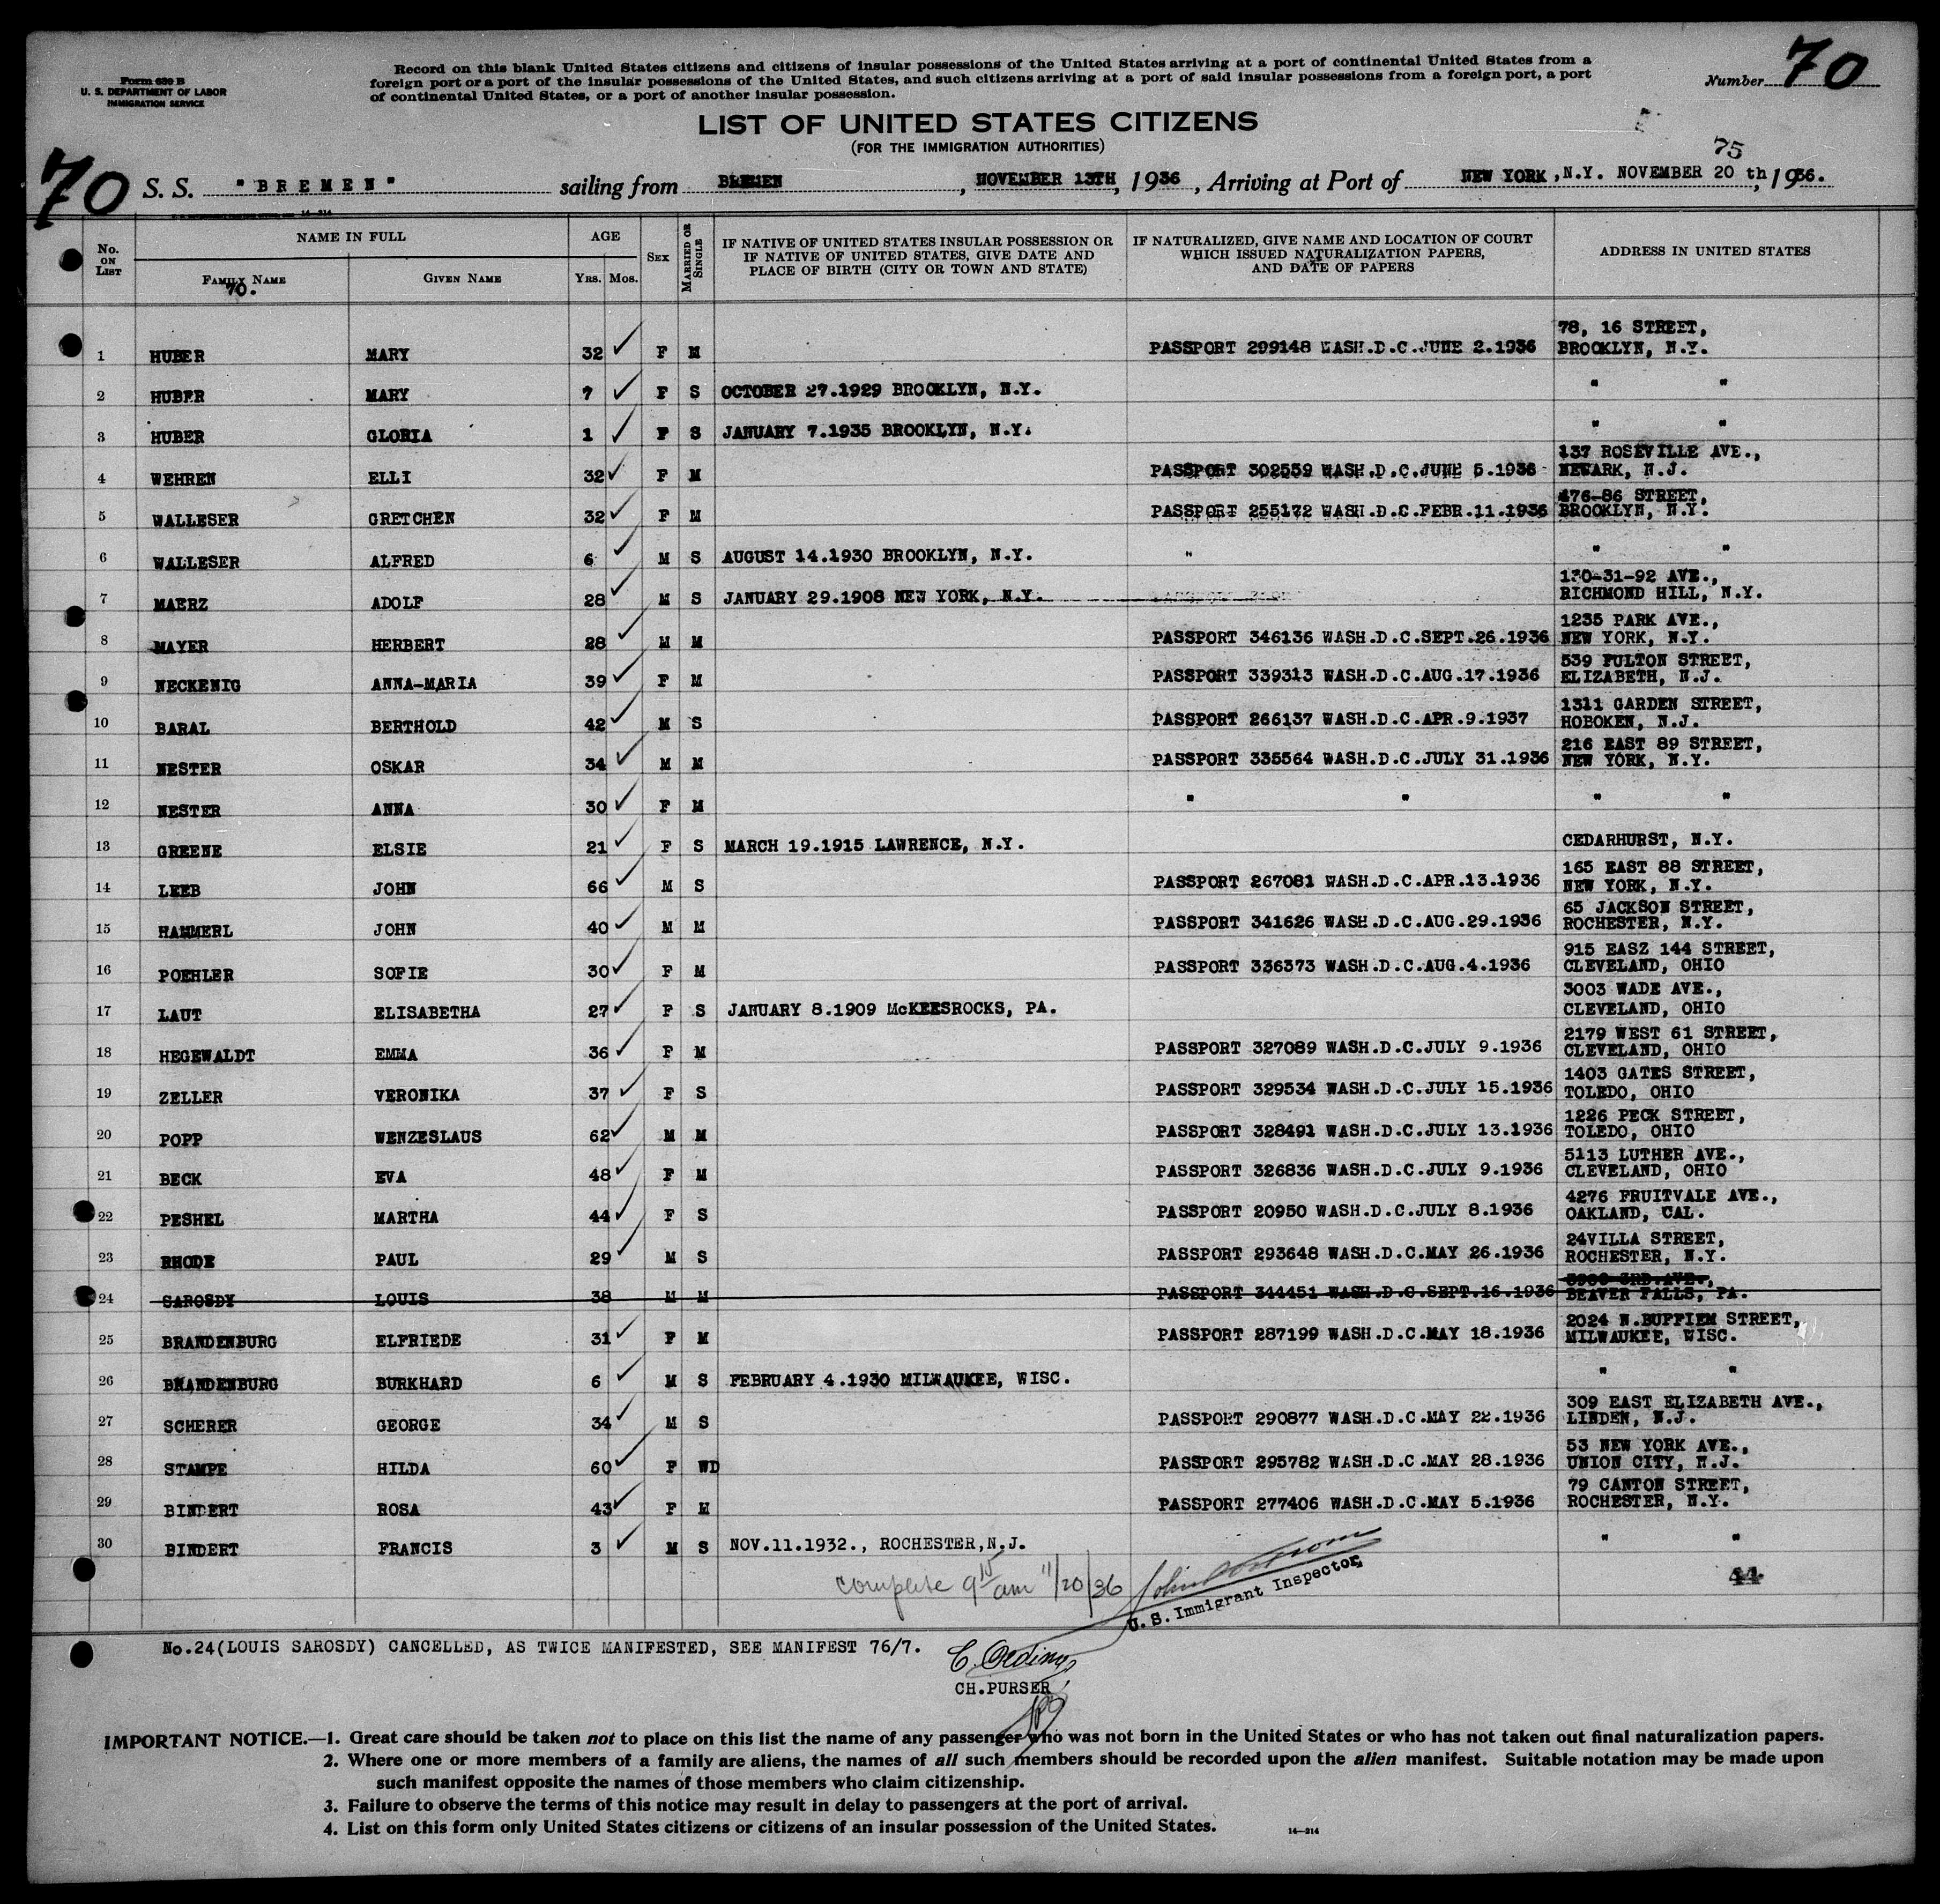 Form 630 B
U. S. DEPARTMENT OF LABOR
IMMIGRATION SERVICE
Record on this blank United States citizens and citizens of insular possessions of the United States arriving at a port of continental United States from a
foreign port or a port of the insular possessions of the United States, and such citizens arriving at a port of said insular possessions from a foreign port, a port
of continental United States, or a port of another insular possession.
Number 70
LIST OF UNITED STATES CITIZENS
(FOR THE IMMIGRATION AUTHORITIES)
75
70 S. S. "BREMEN" sailing from BREMEN, NOVEMBER 13TH, 1936, Arriving at Port of NEW YORK, N.Y. NOVEMBER 20 th, 1936.
14-214
No. ON LIST
NAME IN FULL
FAMILY NAME
GIVEN NAME
AGE
YRS. MOS.
SEX
MARRIED OR SINGLE
IF NATIVE OF UNITED STATES INSULAR POSSESSION OR
IF NATIVE OF UNITED STATES, GIVE DATE AND
PLACE OF BIRTH (CITY OR TOWN AND STATE)
IF NATURALIZED, GIVE NAME AND LOCATION OF COURT
WHICH ISSUED NATURALIZATION PAPERS,
AND DATE OF PAPERS
ADDRESS IN UNITED STATES
70.
78, 16 STREET,
1 HUBER MARY 32 F M PASSPORT 299148 WASH.D.C.JUNE 2.1936 BROOKLYN, N.Y.
2 HUBER MARY 7 F S OCTOBER 27.1929 BROOKLYN, N.Y. " "
3 HUBER GLORIA 1 F S JANUARY 7.1935 BROOKLYN, N.Y. " "
137 ROSEVILLE AVE.,
4 WEHREN ELLI 32 F M PASSPORT 302559 WASH.D.C.JUNE 5.1936 NEWARK, N.J.
476-86 STREET,
5 WALLESER GRETCHEN 32 F M PASSPORT 255172 WASH.D.C.FEBR.11.1936 BROOKLYN, N.Y.
6 WALLESER ALFRED 6 M S AUGUST 14.1930 BROOKLYN, N.Y. " " "
130-31-92 AVE.,
7 MAERZ ADOLF 28 M S JANUARY 29.1908 NEW YORK, N.Y. RICHMOND HILL, N.Y.
1235 PARK AVE.,
8 MAYER HERBERT 28 M M PASSPORT 346136 WASH.D.C.SEPT.26.1936 NEW YORK, N.Y.
539 FULTON STREET,
9 NECKENIG ANNA-MARIA 39 F M PASSPORT 339313 WASH.D.C.AUG.17.1936 ELIZABETH, N.J.
1311 GARDEN STREET,
10 BARAL BERTHOLD 42 M S PASSPORT 266137 WASH.D.C.APR.9.1937 HOBOKEN, N.J.
216 EAST 89 STREET,
11 NESTER OSKAR 34 M M PASSPORT 335564 WASH.D.C.JULY 31.1936 NEW YORK, N.Y.
12 NESTER ANNA 30 F M " " " "
13 GREENE ELSIE 21 F S MARCH 19.1915 LAWRENCE, N.Y. CEDARHURST, N.Y.
165 EAST 88 STREET,
14 LEEB JOHN 66 M S PASSPORT 267081 WASH.D.C.APR.13.1936 NEW YORK, N.Y.
65 JACKSON STREET,
15 HAMMERL JOHN 40 M M PASSPORT 341626 WASH.D.C.AUG.29.1936 ROCHESTER, N.Y.
915 EASZ 144 STREET,
16 POEHLER SOFIE 30 F M PASSPORT 336373 WASH.D.C.AUG.4.1936 CLEVELAND, OHIO
3003 WADE AVE.,
17 LAUT ELISABETHA 27 F S JANUARY 8.1909 McKEESROCKS, PA. CLEVELAND, OHIO
2179 WEST 61 STREET,
18 HEGEWALDT EMMA 36 F M PASSPORT 327089 WASH.D.C.JULY 9.1936 CLEVELAND, OHIO
1403 GATES STREET,
19 ZELLER VERONIKA 37 F S PASSPORT 329534 WASH.D.C.JULY 15.1936 TOLEDO, OHIO
1226 PECK STREET,
20 POPP WENZESLAUS 62 M M PASSPORT 328491 WASH.D.C.JULY 13.1936 TOLEDO, OHIO
5113 LUTHER AVE.,
21 BECK EVA 48 F M PASSPORT 326836 WASH.D.C.JULY 9.1936 CLEVELAND, OHIO
4276 FRUITVALE AVE.,
22 PESHEL MARTHA 44 F S PASSPORT 20950 WASH.D.C.JULY 8.1936 OAKLAND, CAL.
24VILLA STREET,
23 RHODE PAUL 29 M S PASSPORT 293648 WASH.D.C.MAY 26.1936 ROCHESTER, N.Y.
3RD AVE.,
24 SAROSDY LOUIS 38 M M PASSPORT 344451 WASH.D.C.SEPT.16.1936 BEAVER FALLS, PA.
2024 N.BUFFIEM STREET,
25 BRANDENBURG ELFRIEDE 31 F M PASSPORT 287199 WASH.D.C.MAY 18.1936 MILWAUKEE, WISC.
26 BRANDENBURG BURKHARD 6 M S FEBRUARY 4.1930 MILWAUKEE, WISC. " "
309 EAST ELIZABETH AVE.,
27 SCHERER GEORGE 34 M S PASSPORT 290877 WASH.D.C.MAY 22.1936 LINDEN, N.J.
53 NEW YORK AVE.,
28 STAMPE HILDA 60 F WD PASSPORT 295782 WASH.D.C.MAY 28.1936 UNION CITY, N.J.
79 CANTON STREET,
29 BINDERT ROSA 43 F M PASSPORT 277406 WASH.D.C.MAY 5.1936 ROCHESTER, N.Y.
30 BINDERT FRANCIS 3 M S NOV.11.1932., ROCHESTER,N.J. " "
complete 9 15 am 11/20/36 John
U. S. Immigrant Inspector,
44
No.24(LOUIS SAROSDY) CANCELLED, AS TWICE MANIFESTED, SEE MANIFEST 76/7.
CH.PURSER
IMPORTANT NOTICE.—1. Great care should be taken not to place on this list the name of any passenger who was not born in the United States or who has not taken out final naturalization papers.
2. Where one or more members of a family are aliens, the names of all such members should be recorded upon the alien manifest. Suitable notation may be made upon
such manifest opposite the names of those members who claim citizenship.
3. Failure to observe the terms of this notice may result in delay to passengers at the port of arrival.
4. List on this form only United States citizens or citizens of an insular possession of the United States.
14—214